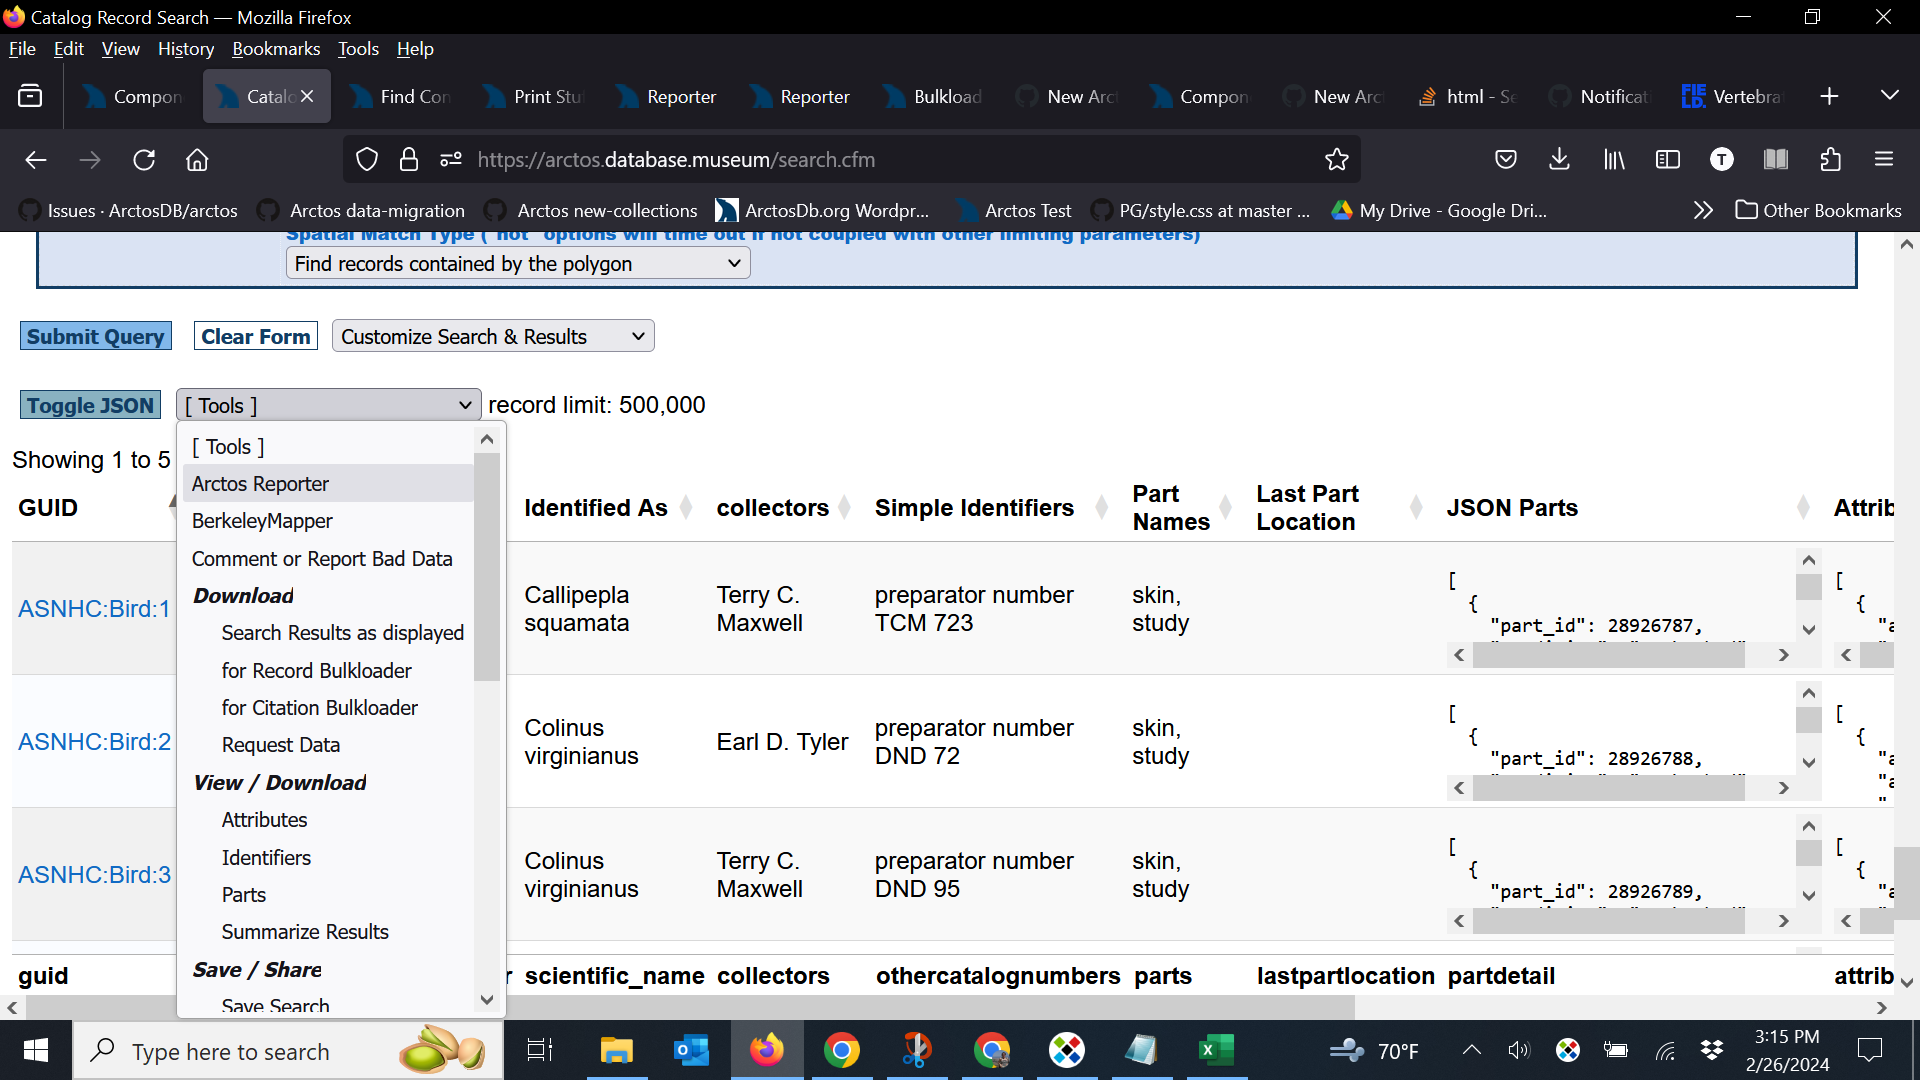 Catalog Record Search — Mozilla Firefox
File Edit View History Bookmarks Tools Help
Compon Catalo Find Con Print Stu Reporter Reporter Bulkload New Arc Compon New Arc html - Se Notificat Vertebra
https://arctos.database.museum/search.cfm
Issues · ArctosDB/arctos Arctos data-migration Arctos new-collections ArctosDb.org Wordpr... Arctos Test PG/style.css at master ... My Drive - Google Dri... Other Bookmarks
Spatial Match Type ("not" options will time out if not coupled with other limiting parameters)
Find records contained by the polygon
Submit Query Clear Form Customize Search & Results
Toggle JSON [ Tools ] record limit: 500,000
Showing 1 to 5
[ Tools ]
Arctos Reporter
BerkeleyMapper
Comment or Report Bad Data
Download
Search Results as displayed
for Record Bulkloader
for Citation Bulkloader
Request Data
View / Download
Attributes
Identifiers
Parts
Summarize Results
Save / Share
Save Search
GUID Identified As collectors Simple Identifiers Part Names Last Part Location JSON Parts Attrib
ASNHC:Bird:1 Callipepla squamata Terry C. Maxwell preparator number TCM 723 skin, study
[
{
"part_id": 28926787,
[
{
"a
ASNHC:Bird:2 Colinus virginianus Earl D. Tyler preparator number DND 72 skin, study
[
{
"part_id": 28926788,
[
{
"a
"a
ASNHC:Bird:3 Colinus virginianus Terry C. Maxwell preparator number DND 95 skin, study
[
{
"part_id": 28926789,
[
{
"a
guid r scientific_name collectors othercatalognumbers parts lastpartlocation partdetail attrib
Type here to search
70°F
3:15 PM
2/26/2024